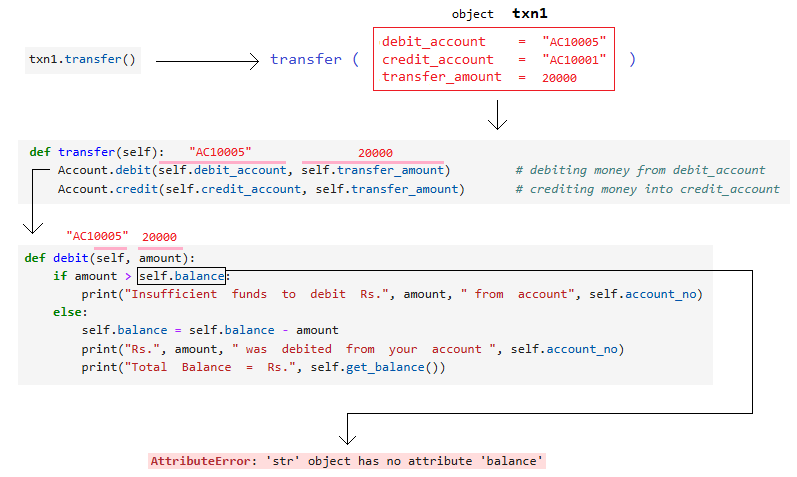 object txn1
debit_account = "AC10005"
txn1.transfer() transfer ( credit_account = "AC10001" )
transfer_amount = 20000
def transfer(self): "AC10005" 20000
Account.debit(self.debit_account, self.transfer_amount) # debiting money from debit_account
Account.credit(self.credit_account, self.transfer_amount) # crediting money into credit_account
"AC10005" 20000
def debit(self, amount):
if amount > self.balance:
print("Insufficient funds to debit Rs.", amount, " from account", self.account_no)
else:
self.balance = self.balance - amount
print("Rs.", amount, " was debited from your account ", self.account_no)
print("Total Balance = Rs.", self.get_balance())
AttributeError: 'str' object has no attribute 'balance'